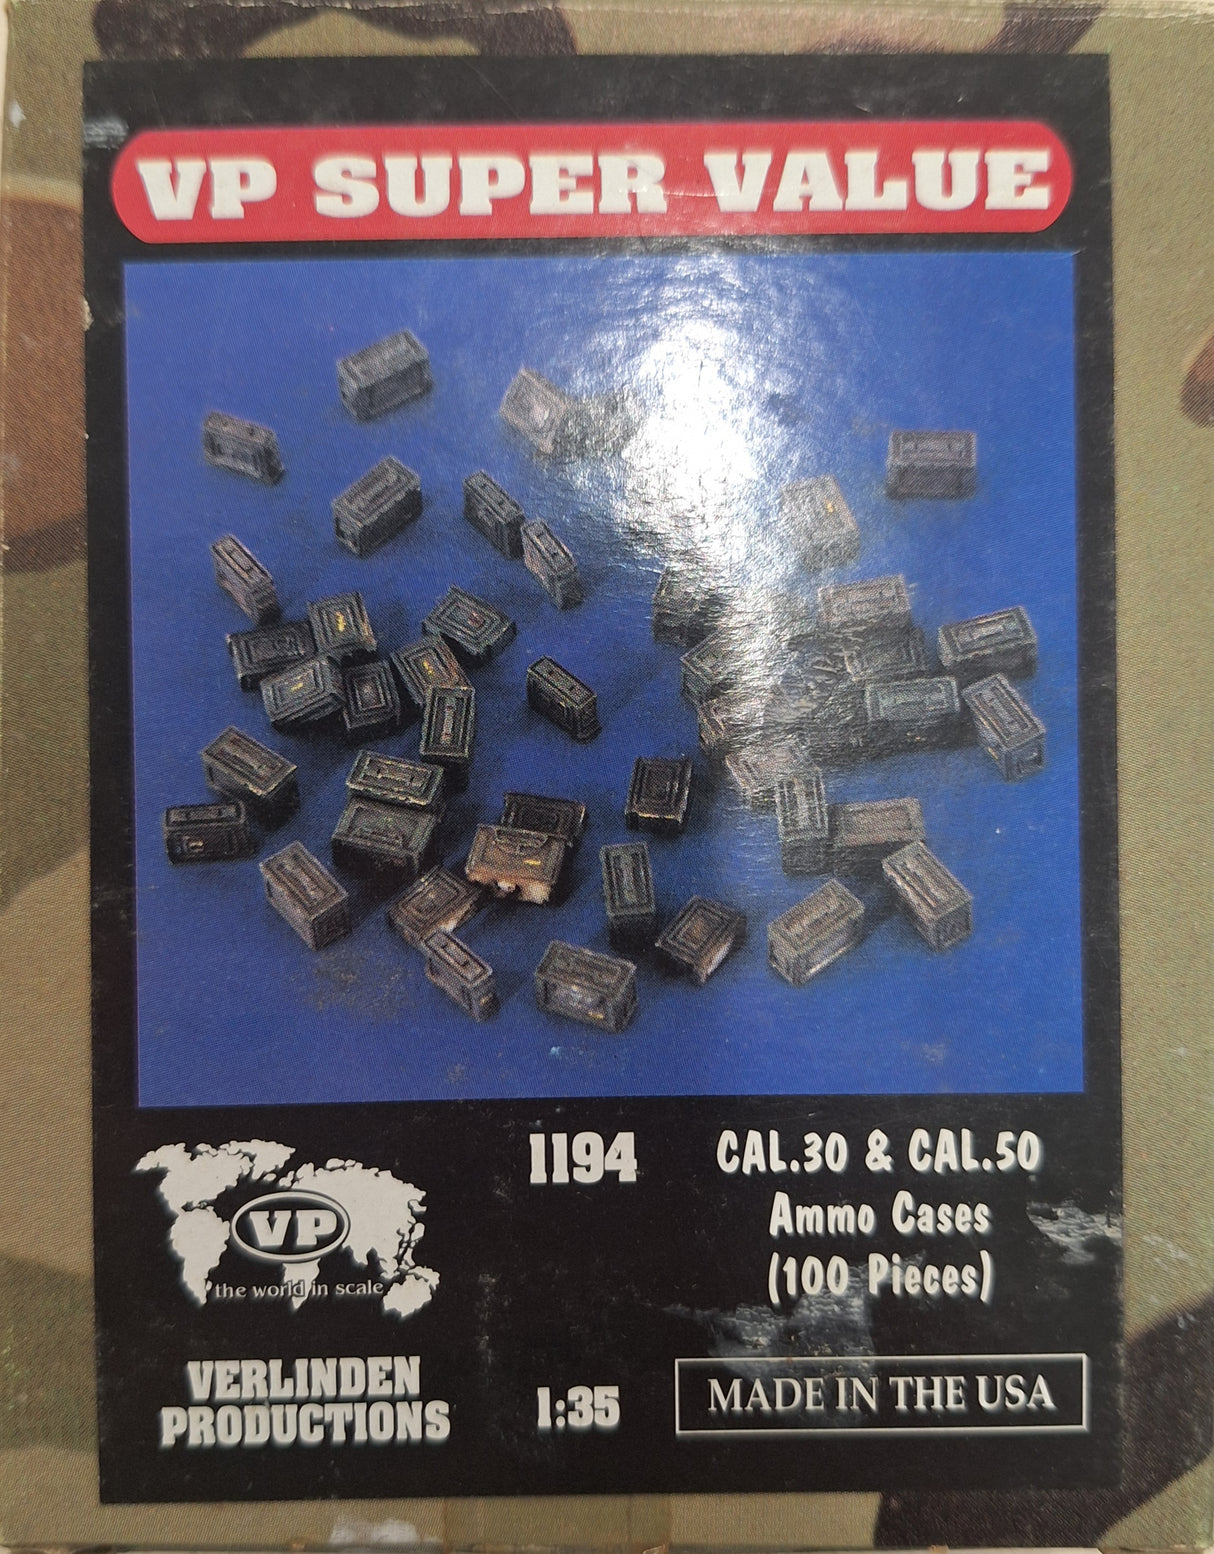 VP SUPER VALUE
1194
CAL.30 & CAL.50
Ammo Cases
(100 Pieces)
VP
the world in scale
VERLINDEN
PRODUCTIONS
1:35
MADE IN THE USA